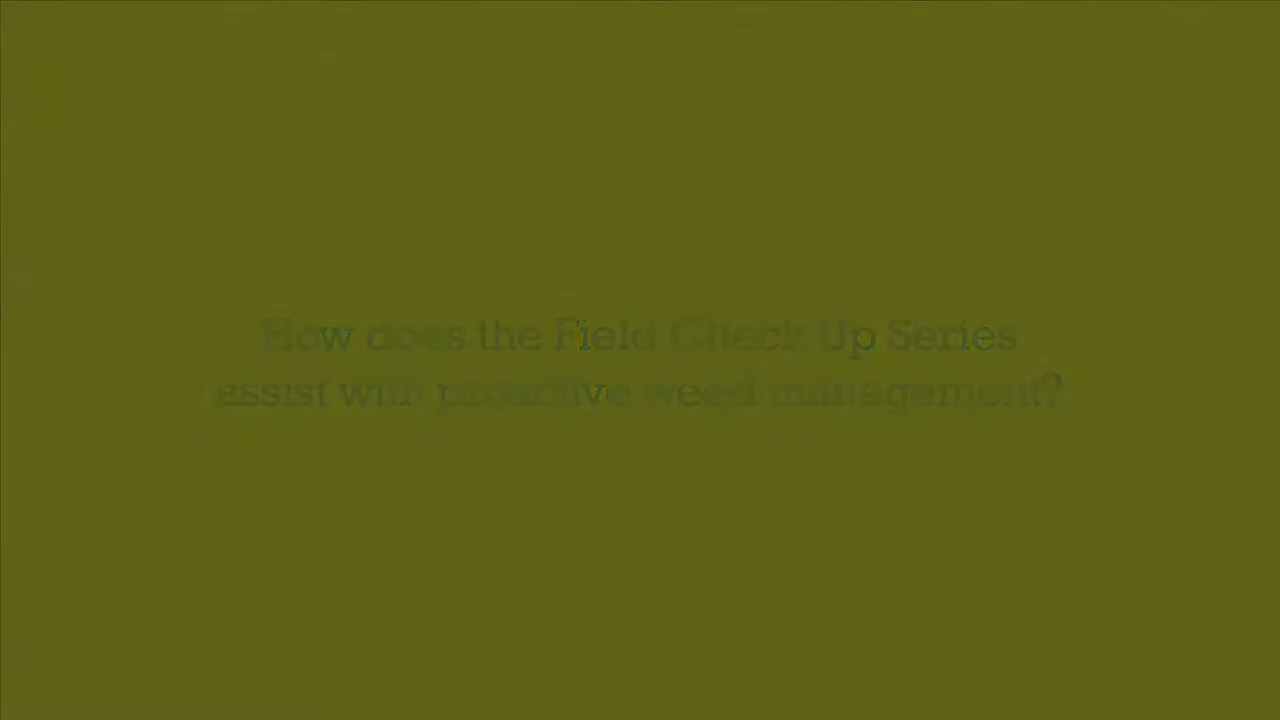 How does the Field Check Up Series
assist with proactive weed management?